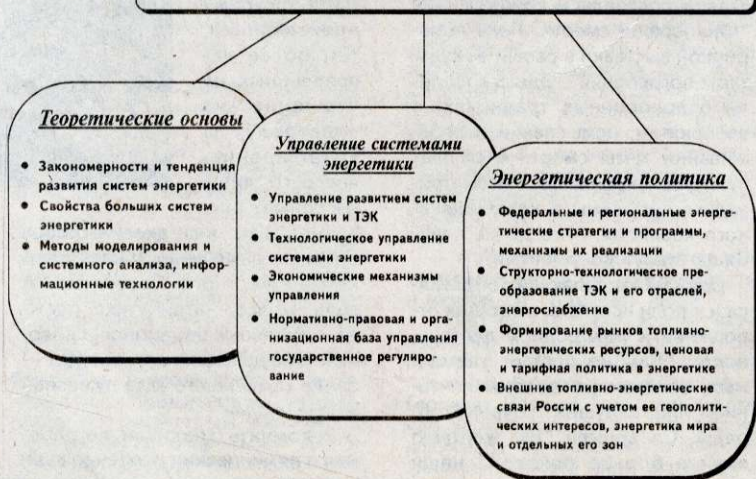 Теоретические основы
• Закономерности и тенденции
развития систем энергетики
• Свойства больших систем
энергетики
• Методы моделирования и
системного анализа, инфор-
мационные технологии
Управление системами
энергетики
• Управление развитием систем
энергетики и ТЭК
• Технологическое управление
системами энергетики
• Экономические механизмы
управления
• Нормативно-правовая и орга-
низационная база управления
государственное регулиро-
вание
Энергетическая политика
• Федеральные и региональные энерге-
тические стратегии и программы,
механизмы их реализации
• Структорно-технологическое пре-
образование ТЭК и его отраслей,
энергоснабжение
• Формирование рынков топливно-
энергетических ресурсов, ценовая
и тарифная политика в энергетике
• Внешние топливно-энергетические
связи России с учетом ее геополити-
ческих интересов, энергетика мира
и отдельных его зон